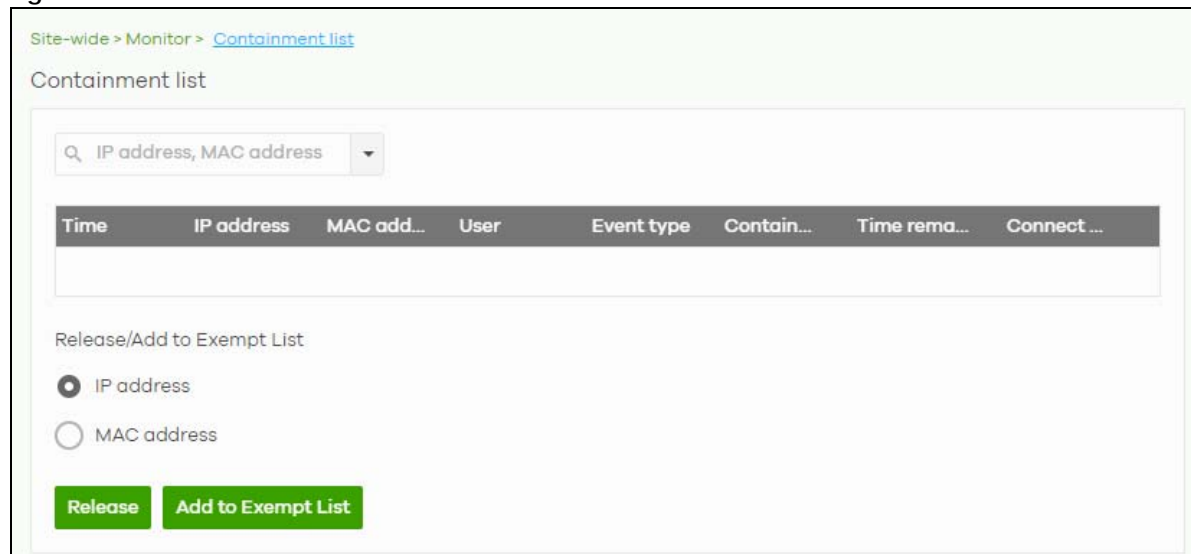 Site-wide > Monitor > Containment list
Containment list
IP address, MAC address
Time IP address MAC add... User Event type Contain... Time rema... Connect ...
Release/Add to Exempt List
IP address
MAC address
Release Add to Exempt List